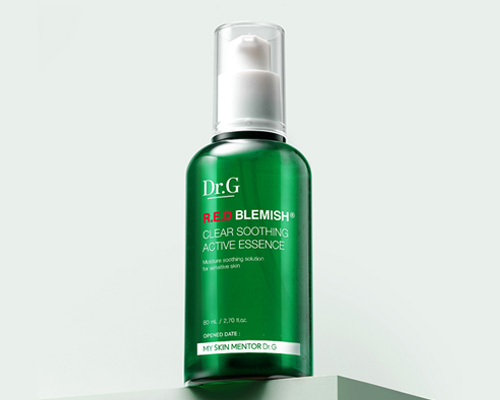 Dr.G
R.E.D BLEMISH®
CLEAR SOOTHING
ACTIVE ESSENCE
Moisture soothing solution
for sensitive skin
80 mL / 2.70 fl.oz.
OPENED DATE :
MY SKIN MENTOR Dr.G